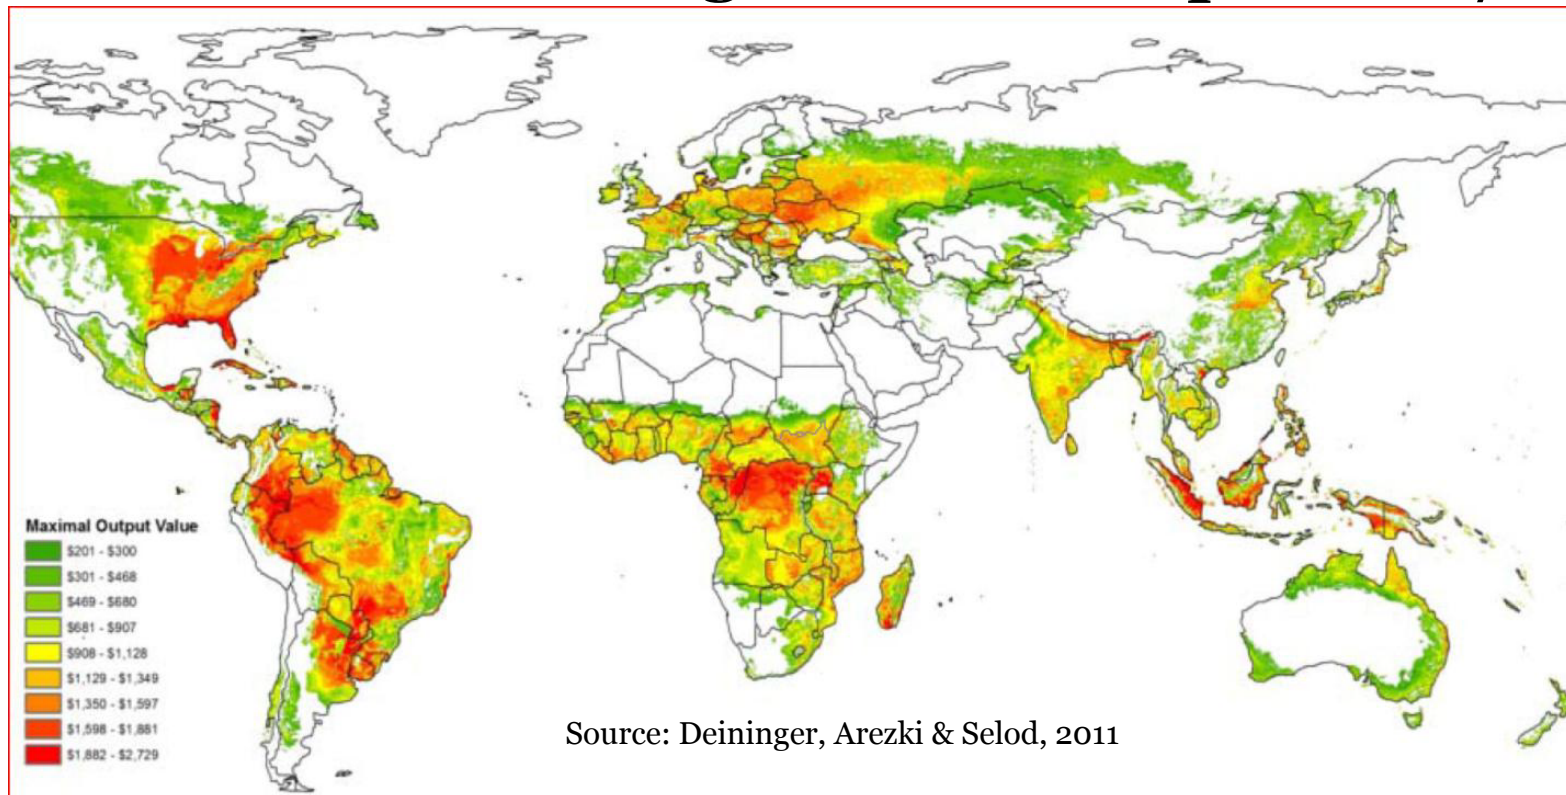 Maximal Output Value
$201 - $300
$301 - $468
$469 - $680
$681 - $907
$908 - $1,128
$1,129 - $1,349
$1,350 - $1,597
$1,598 - $1,881
$1,882 - $2,729
Source: Deininger, Arezki & Selod, 2011